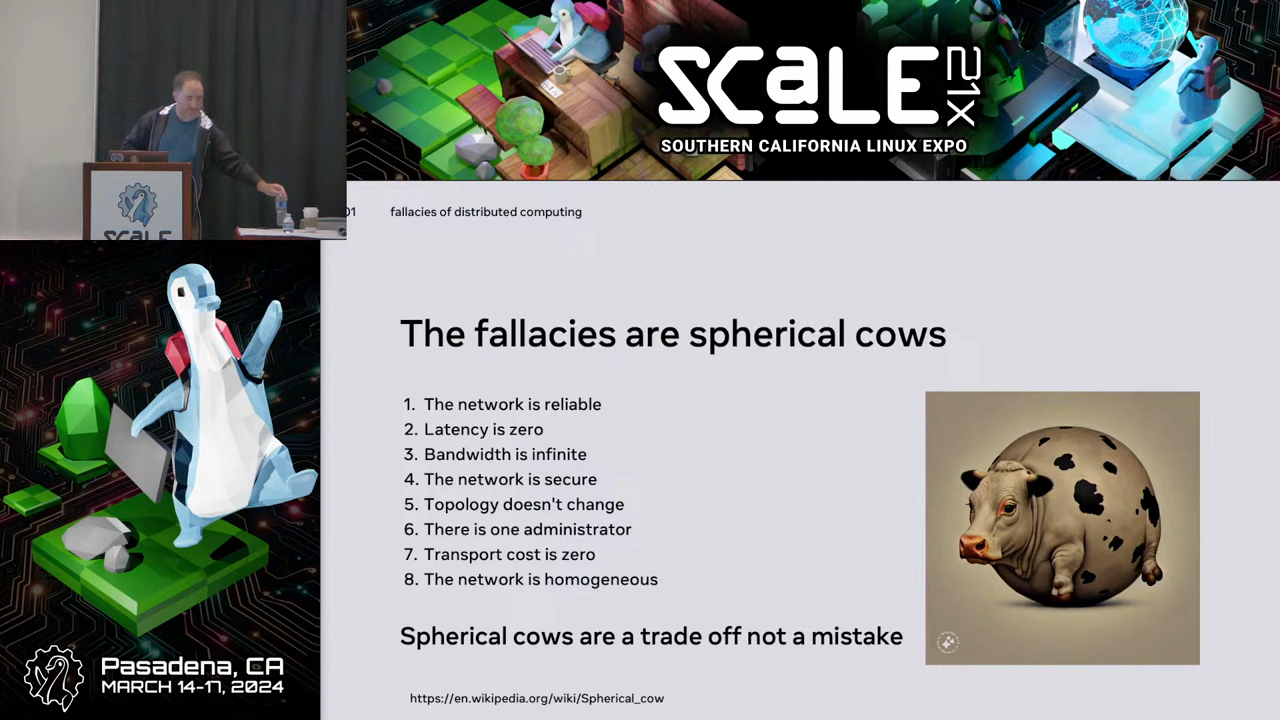 SCALE 21X
SOUTHERN CALIFORNIA LINUX EXPO
SCALE
01 fallacies of distributed computing
The fallacies are spherical cows
1. The network is reliable
2. Latency is zero
3. Bandwidth is infinite
4. The network is secure
5. Topology doesn't change
6. There is one administrator
7. Transport cost is zero
8. The network is homogeneous
Spherical cows are a trade off not a mistake
https://en.wikipedia.org/wiki/Spherical_cow
Pasadena, CA
MARCH 14-17, 2024